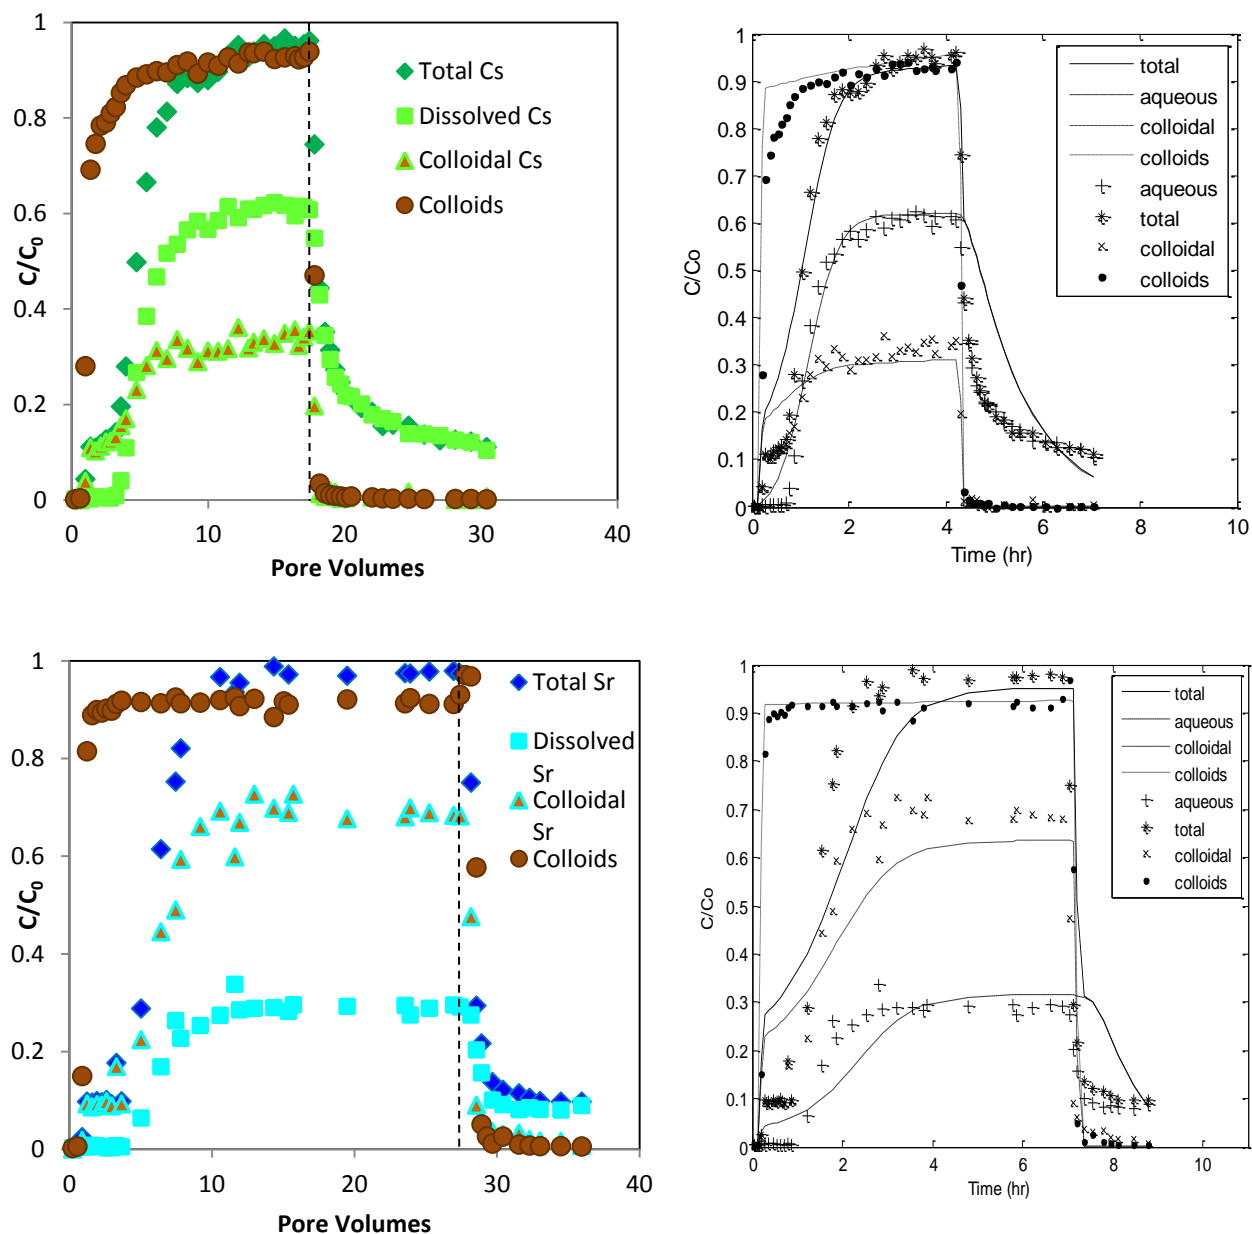 1
0.8
0.6
0.4
0.2
0
C/C0
0
10
20
30
40
Pore Volumes
Total Cs
Dissolved Cs
Colloidal Cs
Colloids
1
0.9
0.8
0.7
0.6
0.5
0.4
0.3
0.2
0.1
0
C/Co
0
2
4
6
8
10
Time (hr)
total
aqueous
colloidal
colloids
aqueous
total
colloidal
colloids
1
0.8
0.6
0.4
0.2
0
C/C0
0
10
20
30
40
Pore Volumes
Total Sr
Dissolved
Sr
Colloidal
Sr
Colloids
1
0.9
0.8
0.7
0.6
0.5
0.4
0.3
0.2
0.1
0
C/Co
0
2
4
6
8
10
Time (hr)
total
aqueous
colloidal
colloids
aqueous
total
colloidal
colloids